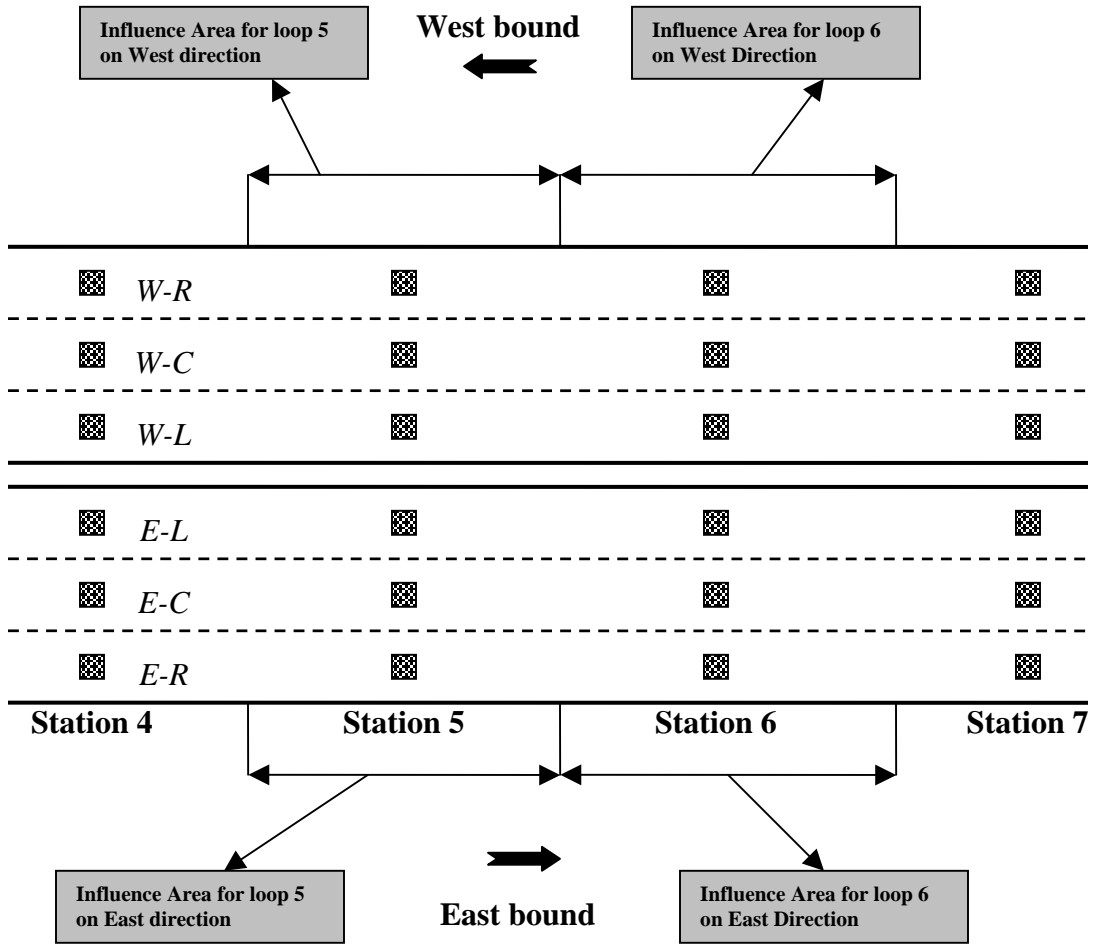 Influence Area for loop 5
on West direction
West bound
Influence Area for loop 6
on West Direction
W-R
W-C
W-L
E-L
E-C
E-R
Station 4
Station 5
Station 6
Station 7
Influence Area for loop 5
on East direction
East bound
Influence Area for loop 6
on East Direction